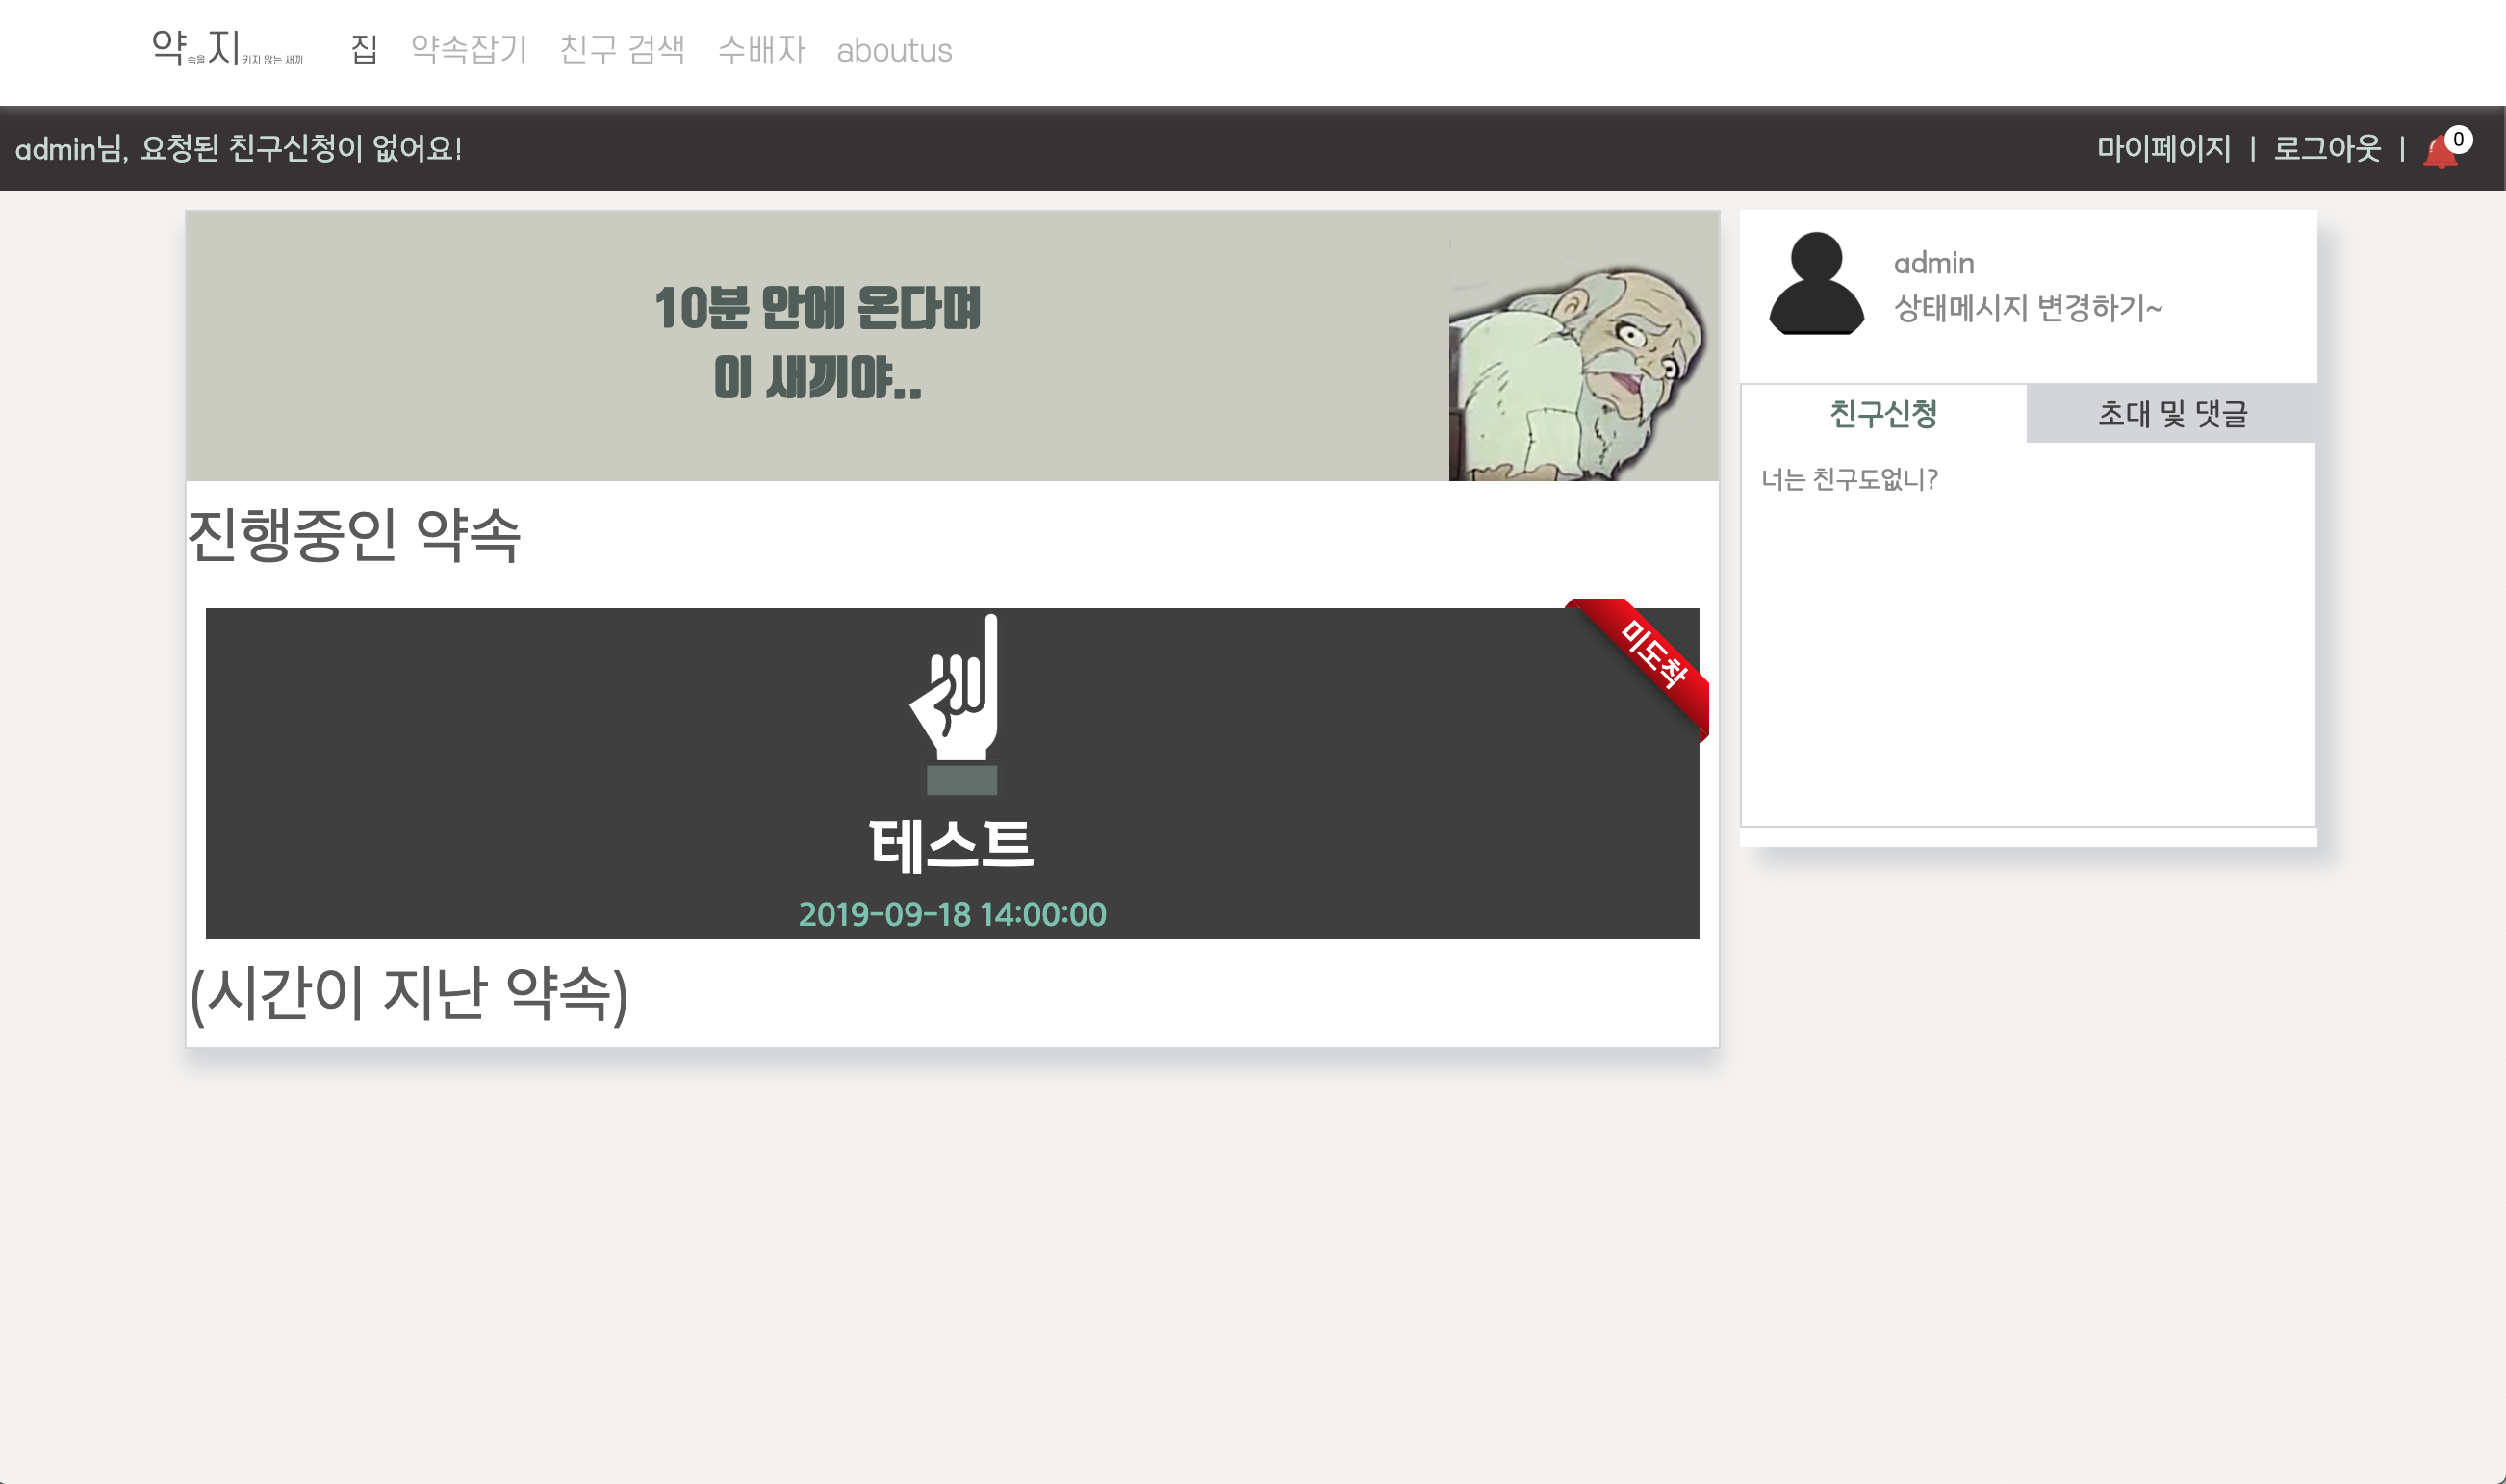 약속을지키지 않는 새끼 집 약속잡기 친구 검색 수배자 aboutus
admin님, 요청된 친구신청이 없어요! 마이페이지 | 로그아웃 | 0
10분 안에 온다며
이 새끼야..
진행중인 약속
미도착
테스트
2019-09-18 14:00:00
(시간이 지난 약속)
admin
상태메시지 변경하기~
친구신청 초대 및 댓글
너는 친구도없니?